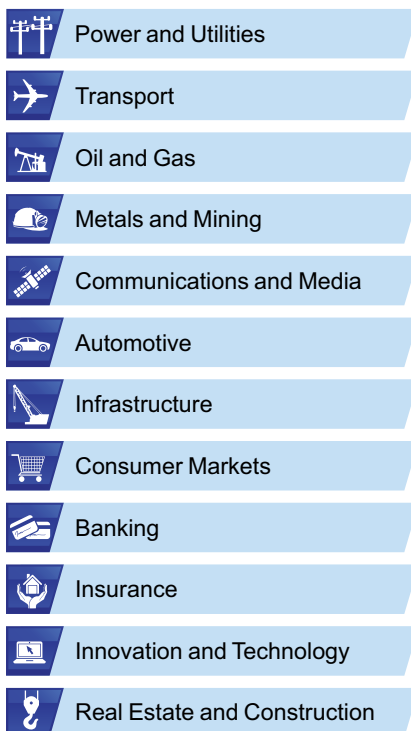 Power and Utilities
Transport
Oil and Gas
Metals and Mining
Communications and Media
Automotive
Infrastructure
Consumer Markets
Banking
Insurance
Innovation and Technology
Real Estate and Construction